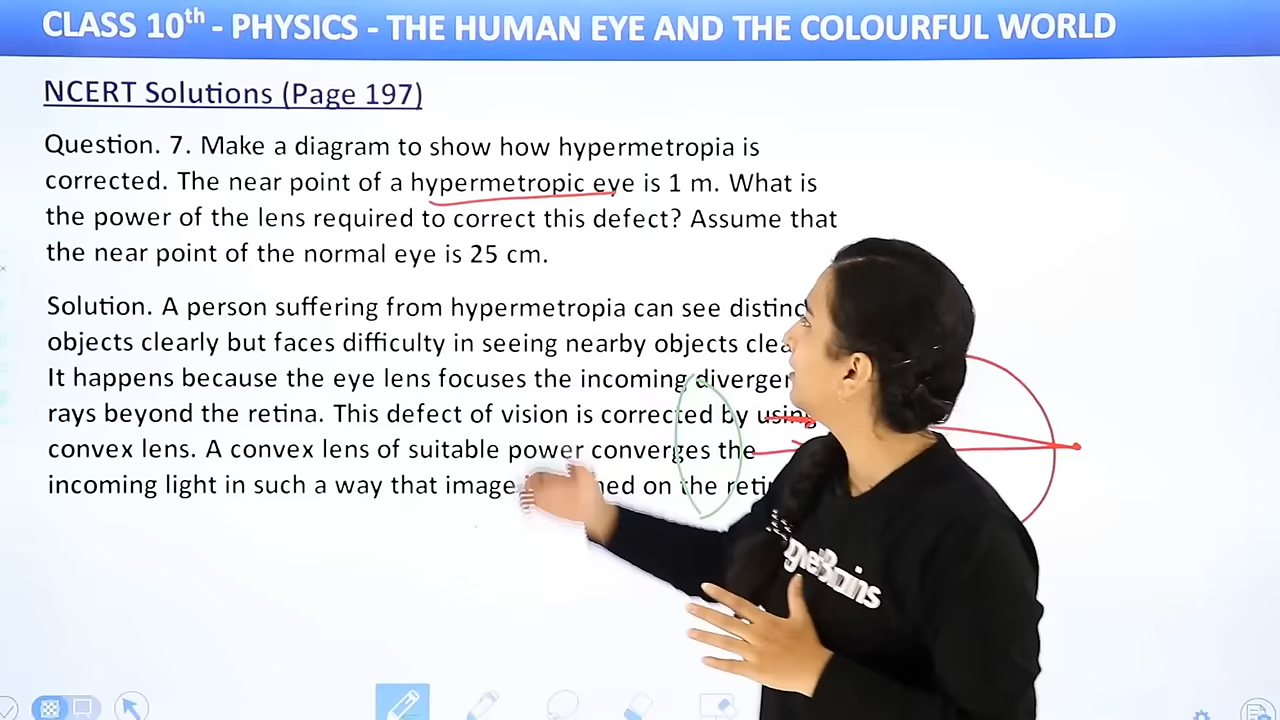 CLASS 10th - PHYSICS - THE HUMAN EYE AND THE COLOURFUL WORLD
NCERT Solutions (Page 197)
Question. 7. Make a diagram to show how hypermetropia is
corrected. The near point of a hypermetropic eye is 1 m. What is
the power of the lens required to correct this defect? Assume that
the near point of the normal eye is 25 cm.
Solution. A person suffering from hypermetropia can see distinc
objects clearly but faces difficulty in seeing nearby objects clea
It happens because the eye lens focuses the incoming diverger
rays beyond the retina. This defect of vision is corrected by using
convex lens. A convex lens of suitable power converges the
incoming light in such a way that image ned on the reti